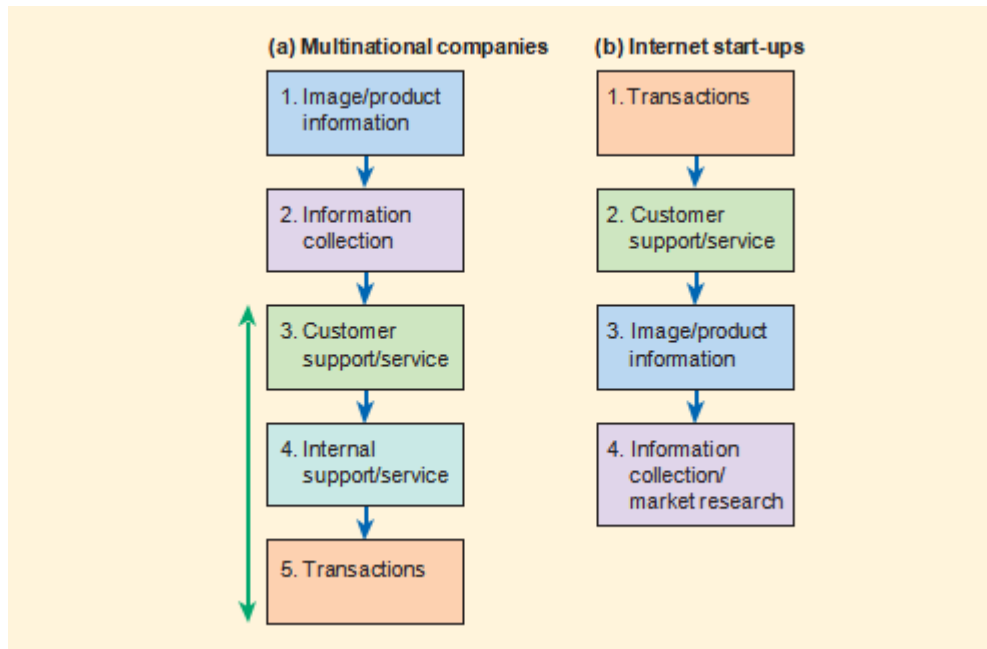 (a) Multinational companies
1. Image/product
information
2. Information
collection
3. Customer
support/service
4. Internal
support/service
5. Transactions
(b) Internet start-ups
1. Transactions
2. Customer
support/service
3. Image/product
information
4. Information
collection/
market research